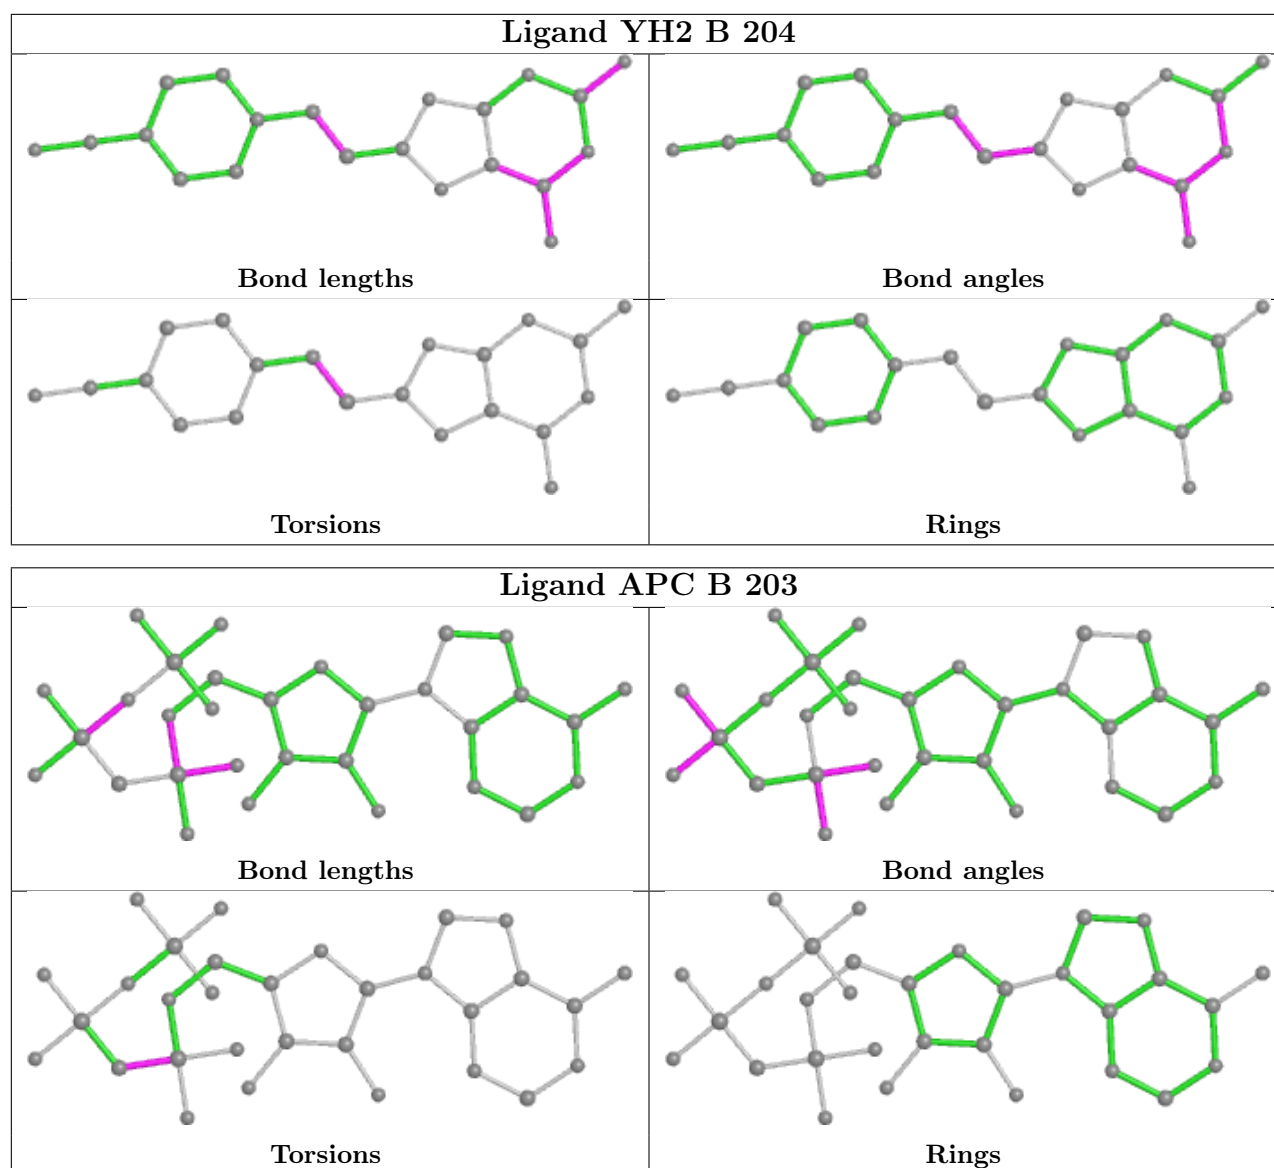 Ligand YH2 B 204
Bond lengths
Bond angles
Torsions
Rings
Ligand APC B 203
Bond lengths
Bond angles
Torsions
Rings